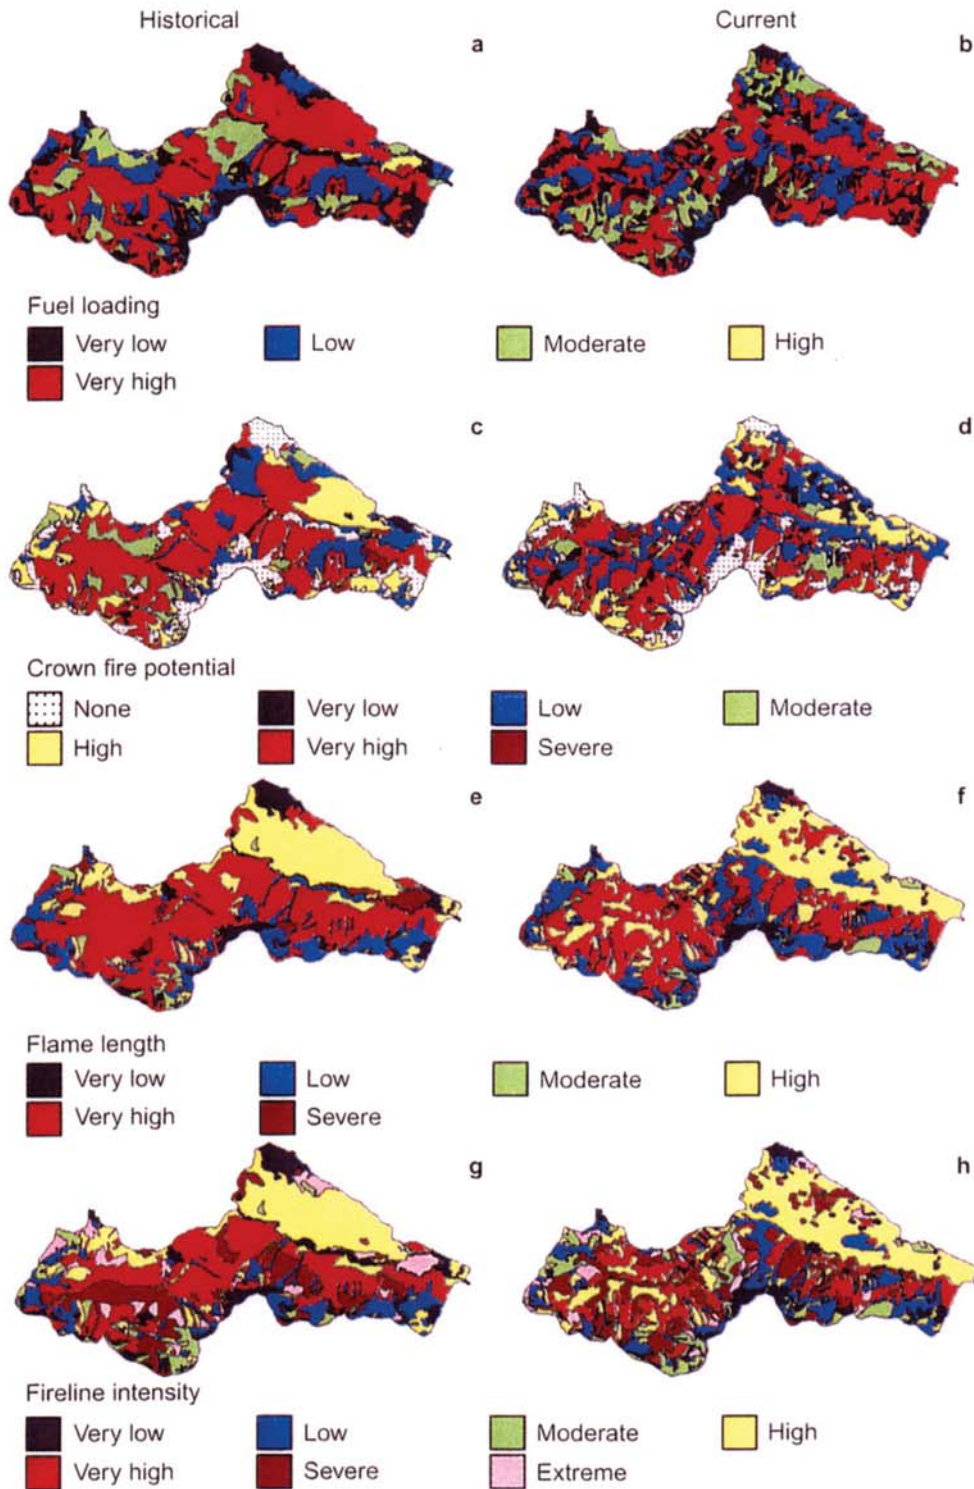 Historical Current
a b
Fuel loading
Very low Low Moderate High
Very high
c d
Crown fire potential
None Very low Low Moderate
High Very high Severe
e f
Flame length
Very low Low Moderate High
Very high Severe
g h
Fireline intensity
Very low Low Moderate High
Very high Severe Extreme